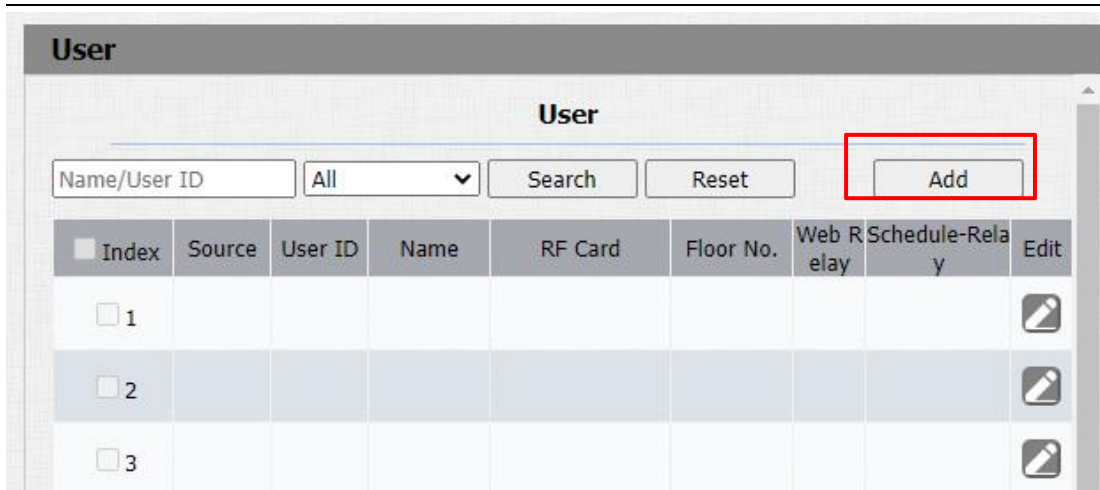 User
User
Name/User ID All Search Reset Add
Index Source User ID Name RF Card Floor No. Web R Schedule-Rela Edit
elay y
1
2
3